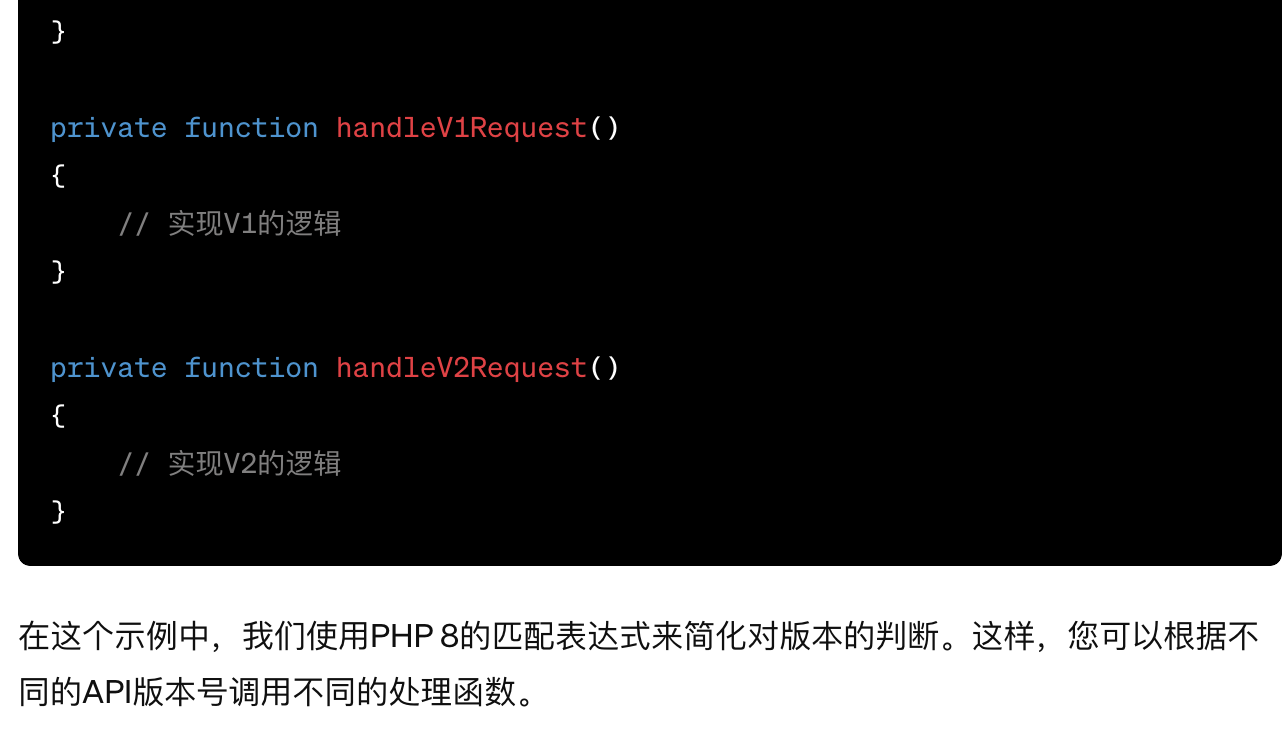 }
private function handleV1Request()
{
// 实现V1的逻辑
}
private function handleV2Request()
{
// 实现V2的逻辑
}
在这个示例中，我们使用PHP 8的匹配表达式来简化对版本的判断。这样，您可以根据不
同的API版本号调用不同的处理函数。